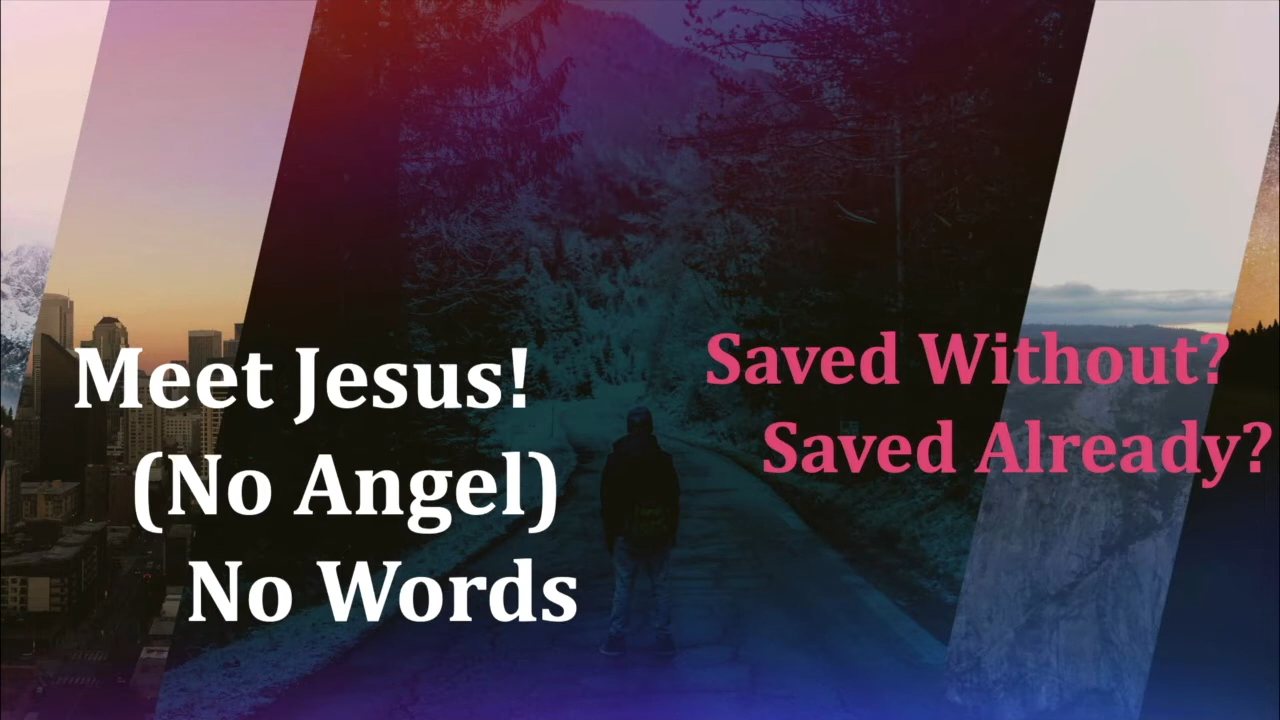 Meet Jesus!
(No Angel)
No Words
Saved Without?
Saved Already?